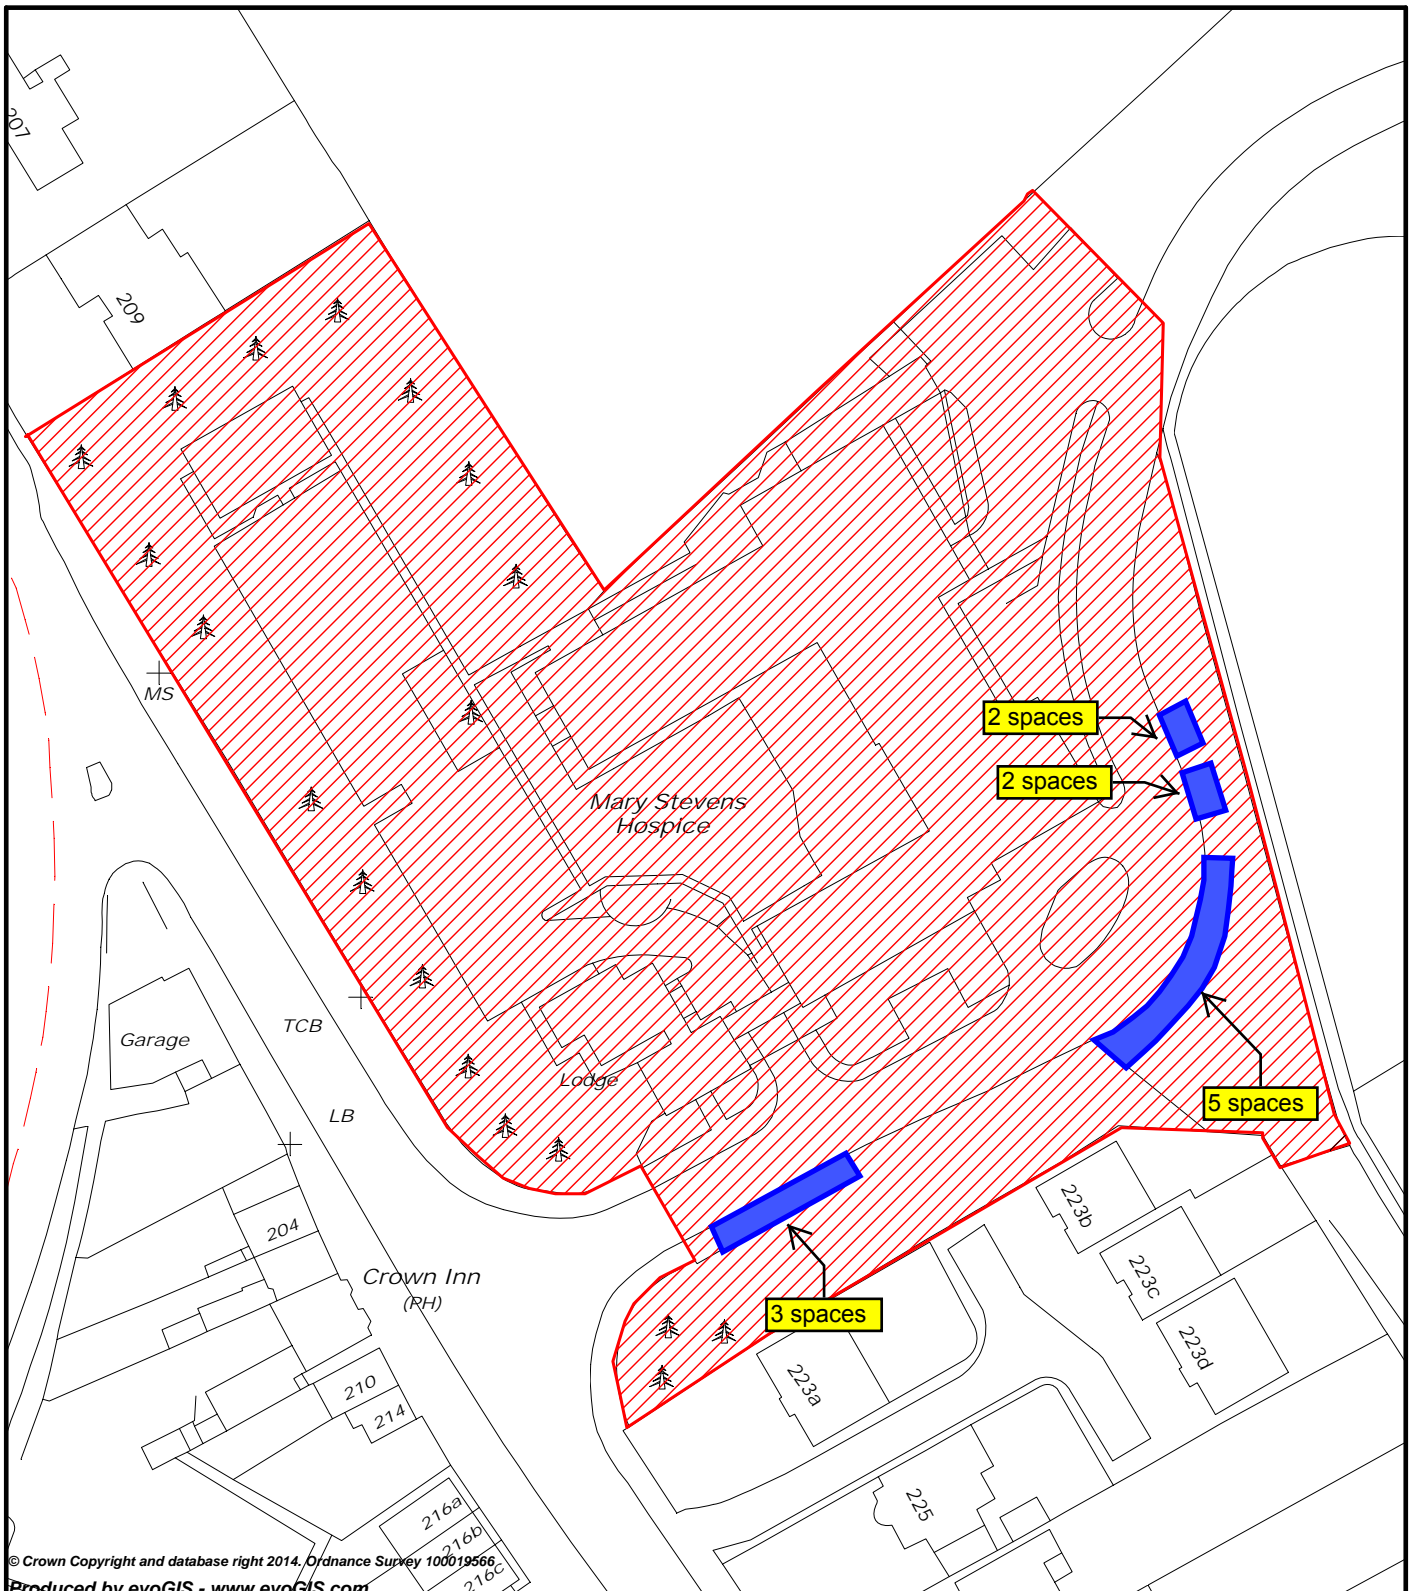 207
209
MS
2 spaces
2 spaces
Mary Stevens
Hospice
Garage
TCB
LB
Lodge
5 spaces
204
Crown Inn
(PH)
3 spaces
223b
223c
223d
223a
210
214
225
216a
216b
216c
© Crown Copyright and database right 2014. Ordnance Survey 100019566
Produced by evoGIS - www.evoGIS.com